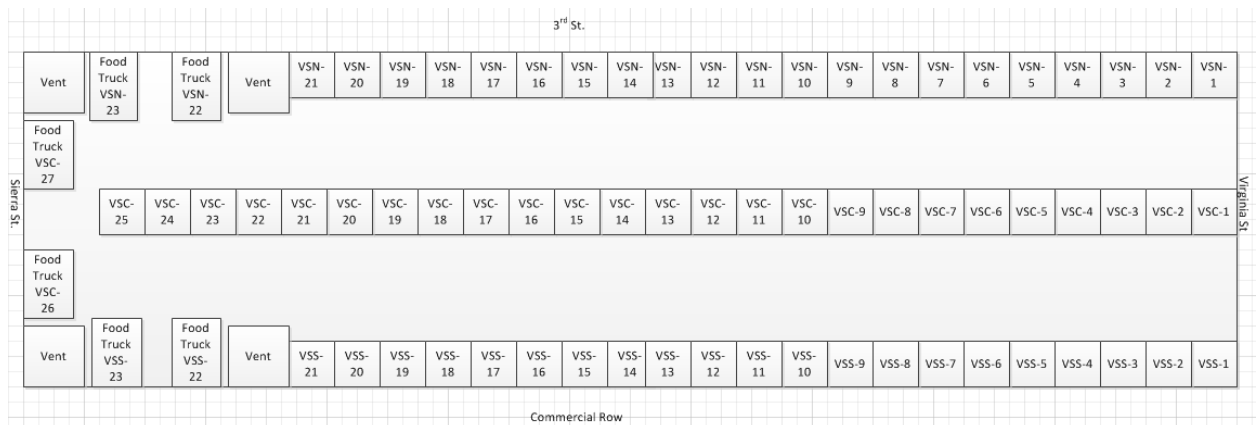 3rd St.
Vent
Food
Truck
VSN-
23
Food
Truck
VSN-
22
Vent
VSN-
21
VSN-
20
VSN-
19
VSN-
18
VSN-
17
VSN-
16
VSN-
15
VSN-
14
VSN-
13
VSN-
12
VSN-
11
VSN-
10
VSN-
9
VSN-
8
VSN-
7
VSN-
6
VSN-
5
VSN-
4
VSN-
3
VSN-
2
VSN-
1
Food
Truck
VSC-
27
Sierra St.
VSC-
25
VSC-
24
VSC-
23
VSC-
22
VSC-
21
VSC-
20
VSC-
19
VSC-
18
VSC-
17
VSC-
16
VSC-
15
VSC-
14
VSC-
13
VSC-
12
VSC-
11
VSC-
10
VSC-9
VSC-8
VSC-7
VSC-6
VSC-5
VSC-4
VSC-3
VSC-2
VSC-1
Virginia St
Food
Truck
VSC-
26
Vent
Food
Truck
VSS-
23
Food
Truck
VSS-
22
Vent
VSS-
21
VSS-
20
VSS-
19
VSS-
18
VSS-
17
VSS-
16
VSS-
15
VSS-
14
VSS-
13
VSS-
12
VSS-
11
VSS-
10
VSS-9
VSS-8
VSS-7
VSS-6
VSS-5
VSS-4
VSS-3
VSS-2
VSS-1
Commercial Row